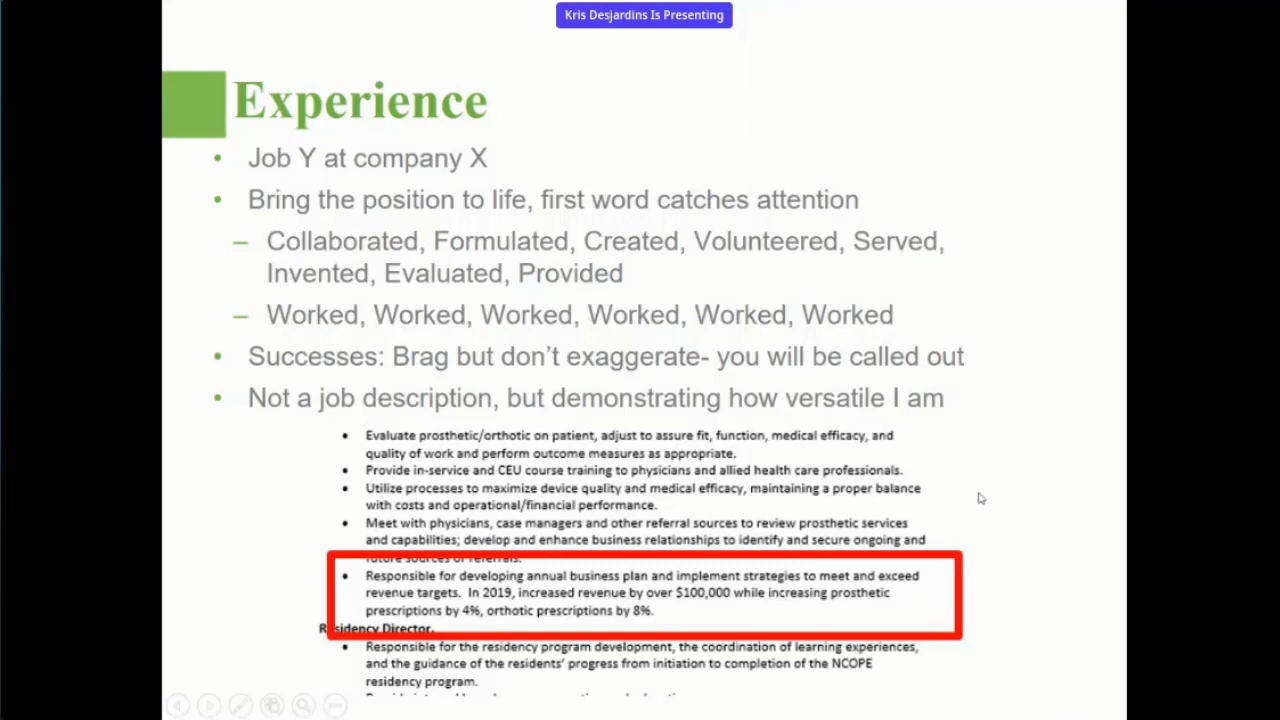 Kris Desjardins Is Presenting
Experience
• Job Y at company X
• Bring the position to life, first word catches attention
– Collaborated, Formulated, Created, Volunteered, Served,
Invented, Evaluated, Provided
– Worked, Worked, Worked, Worked, Worked, Worked
• Successes: Brag but don’t exaggerate- you will be called out
• Not a job description, but demonstrating how versatile I am
• Evaluate prosthetic/orthotic on patient, adjust to assure fit, function, medical efficacy, and
quality of work and perform outcome measures as appropriate.
• Provide in-service and CEU course training to physicians and allied health care professionals.
• Utilize processes to maximize device quality and medical efficacy, maintaining a proper balance
with costs and operational/financial performance.
• Meet with physicians, case managers and other referral sources to review prosthetic services
and capabilities; develop and enhance business relationships to identify and secure ongoing and
future sources of referrals.
• Responsible for developing annual business plan and implement strategies to meet and exceed
revenue targets. In 2019, increased revenue by over $100,000 while increasing prosthetic
prescriptions by 4%, orthotic prescriptions by 8%.
Residency Director.
• Responsible for the residency program development, the coordination of learning experiences,
and the guidance of the residents’ progress from initiation to completion of the NCOPE
residency program.